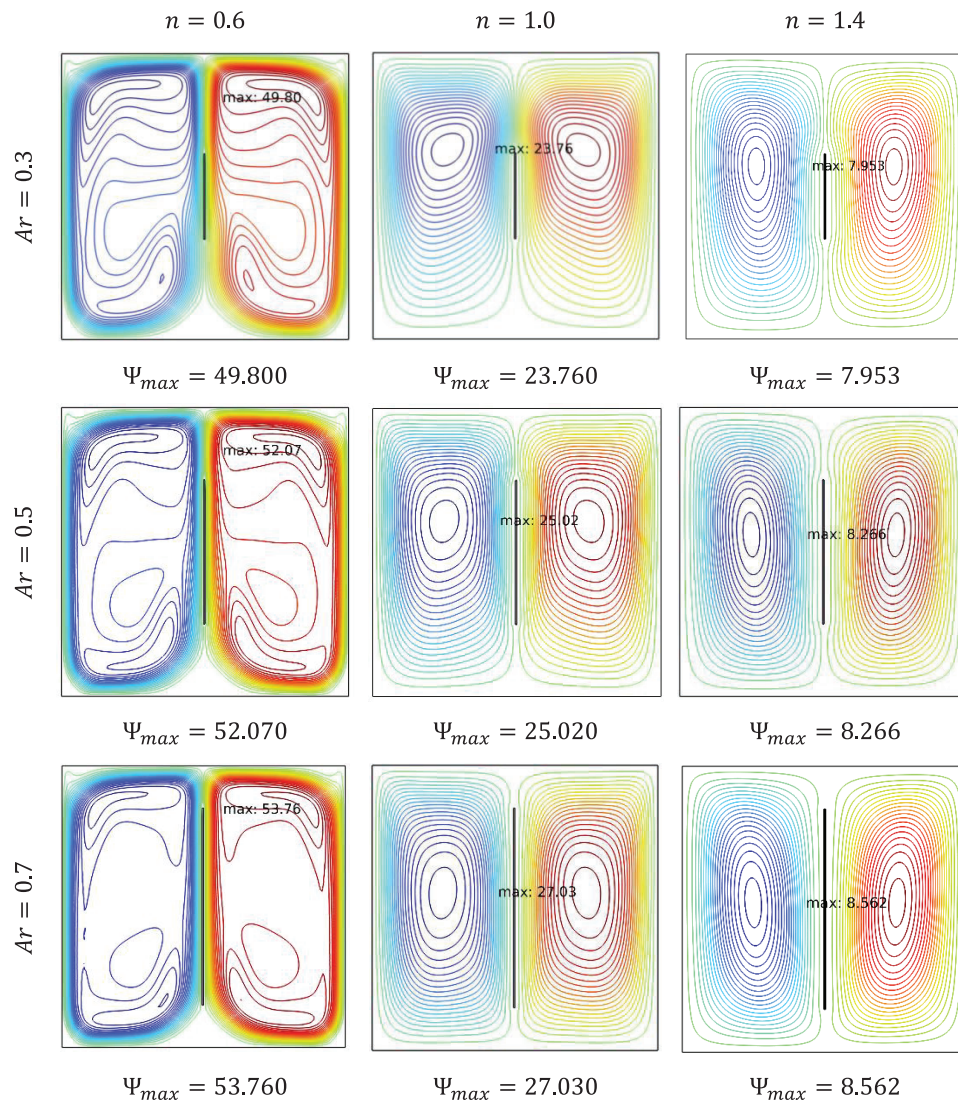 n = 0.6 n = 1.0 n = 1.4
Ar = 0.3
max: 49.80
max: 23.76
max: 7.953
Ψmax = 49.800 Ψmax = 23.760 Ψmax = 7.953
Ar = 0.5
max: 52.07
max: 25.02
max: 8.266
Ψmax = 52.070 Ψmax = 25.020 Ψmax = 8.266
Ar = 0.7
max: 53.76
max: 27.03
max: 8.562
Ψmax = 53.760 Ψmax = 27.030 Ψmax = 8.562